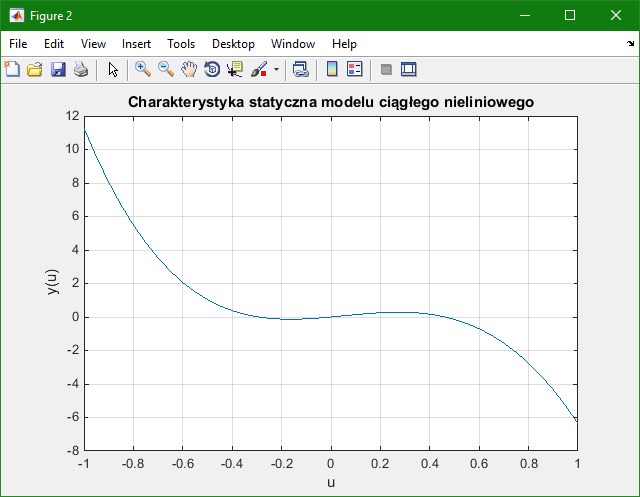 Figure 2
File Edit View Insert Tools Desktop Window Help
Charakterystyka statyczna modelu ciągłego nieliniowego
12
10
8
6
4
2
0
-2
-4
-6
-8
y(u)
-1 -0.8 -0.6 -0.4 -0.2 0 0.2 0.4 0.6 0.8 1
u